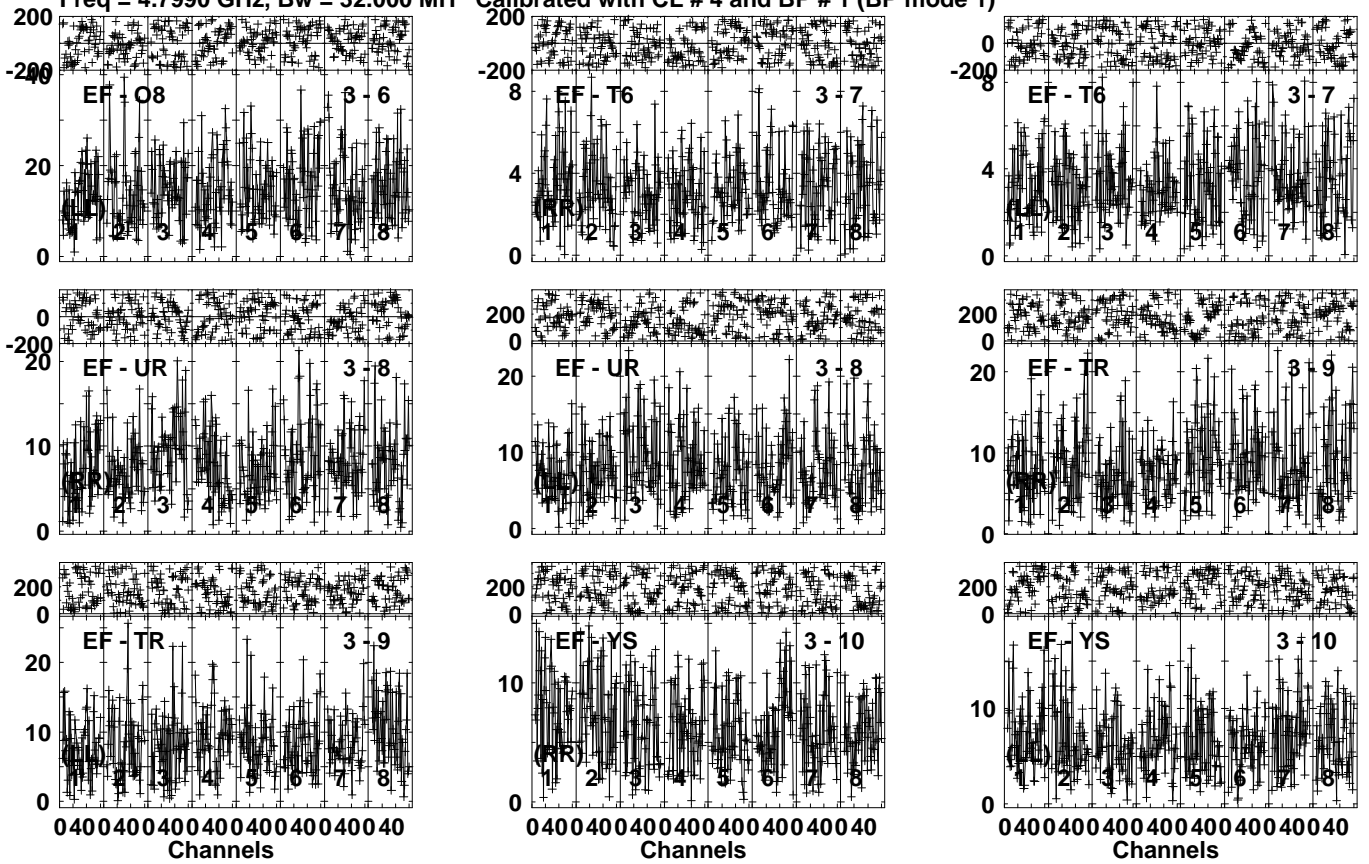 Freq = 4.7990 GHz, Bw = 32.000 MH Calibrated with CL # 4 and BP # 1 (BP mode 1)
200 200 200
0
-200 -200 -200
40 EF - O8 3 - 6 8 EF - T6 3 - 7 8 EF - T6 3 - 7
20 4 4
(LL) (RR) (LL)
1 2 3 4 5 6 7 8 1 2 3 4 5 6 7 8 1 2 3 4 5 6 7 8
0 0 0
0 200 200
-200 0 0
20 EF - UR 3 - 8 20 EF - UR 3 - 8 20 EF - TR 3 - 9
10 10 10
(RR) (LL) (RR)
1 2 3 4 5 6 7 8 1 2 3 4 5 6 7 8 1 2 3 4 5 6 7 8
0 0 0
200 200 200
0 0 0
20 EF - TR 3 - 9 EF - YS 3 - 10 EF - YS 3 - 10
10 10 10
(LL) (RR) (LL)
1 2 3 4 5 6 7 8 1 2 3 4 5 6 7 8 1 2 3 4 5 6 7 8
0 0 0
0 40 0 40 0 40 0 40 0 40 0 40 0 40 0 40 0 40 0 40 0 40 0 40 0 40 0 40 0 40 0 40 0 40 0 40 0 40 0 40 0 40 0 40 0 40 0 40
Channels Channels Channels